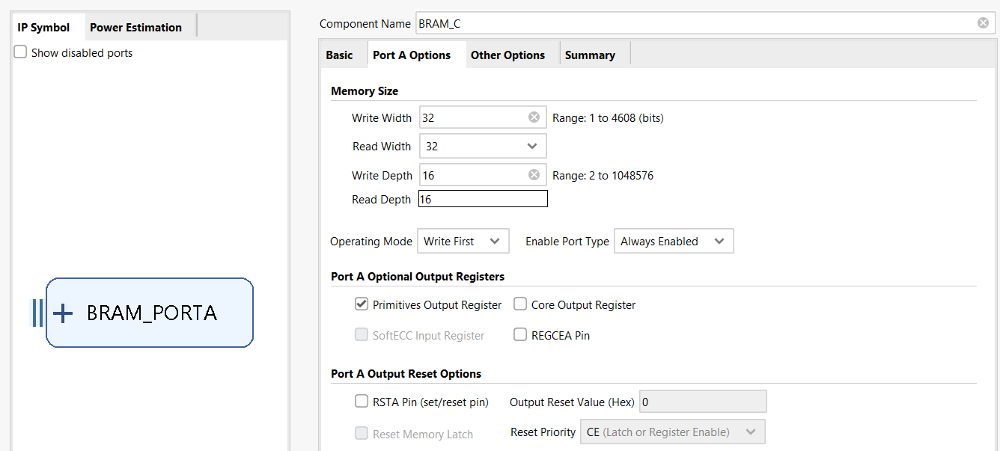 IP Symbol Power Estimation
Show disabled ports
BRAM_PORTA
Component Name BRAM_C
Basic Port A Options Other Options Summary
Memory Size
Write Width 32 Range: 1 to 4608 (bits)
Read Width 32
Write Depth 16 Range: 2 to 1048576
Read Depth 16
Operating Mode Write First Enable Port Type Always Enabled
Port A Optional Output Registers
Primitives Output Register Core Output Register
SoftECC Input Register REGCEA Pin
Port A Output Reset Options
RSTA Pin (set/reset pin) Output Reset Value (Hex) 0
Reset Memory Latch Reset Priority CE (Latch or Register Enable)